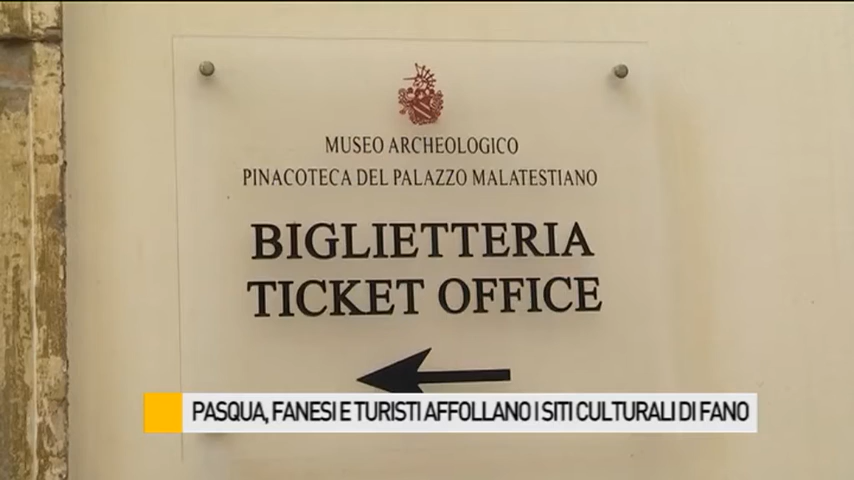 MUSEO ARCHEOLOGICO
PINACOTECA DEL PALAZZO MALATESTIANO
BIGLIETTERIA
TICKET OFFICE
PASQUA, FANESI E TURISTI AFFOLLANO I SITI CULTURALI DI FANO